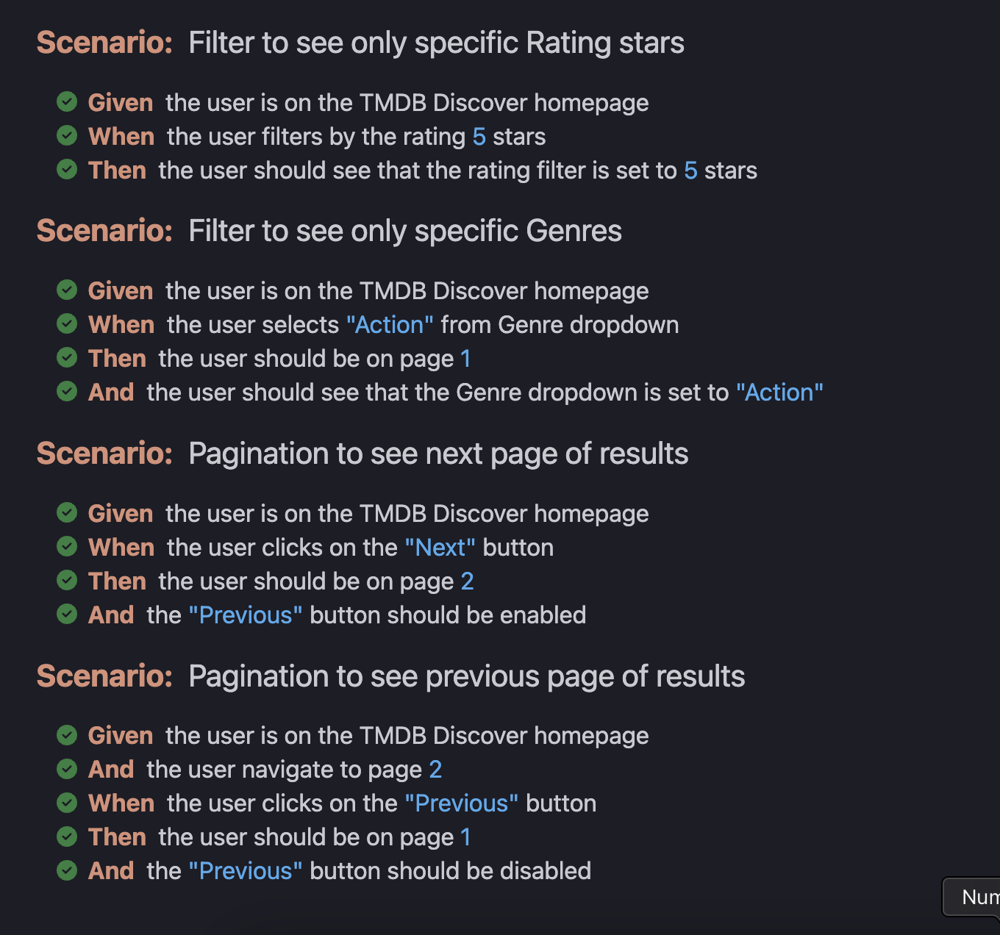 Scenario: Filter to see only specific Rating stars
Given the user is on the TMDB Discover homepage
When the user filters by the rating 5 stars
Then the user should see that the rating filter is set to 5 stars
Scenario: Filter to see only specific Genres
Given the user is on the TMDB Discover homepage
When the user selects "Action" from Genre dropdown
Then the user should be on page 1
And the user should see that the Genre dropdown is set to "Action"
Scenario: Pagination to see next page of results
Given the user is on the TMDB Discover homepage
When the user clicks on the "Next" button
Then the user should be on page 2
And the "Previous" button should be enabled
Scenario: Pagination to see previous page of results
Given the user is on the TMDB Discover homepage
And the user navigate to page 2
When the user clicks on the "Previous" button
Then the user should be on page 1
And the "Previous" button should be disabled